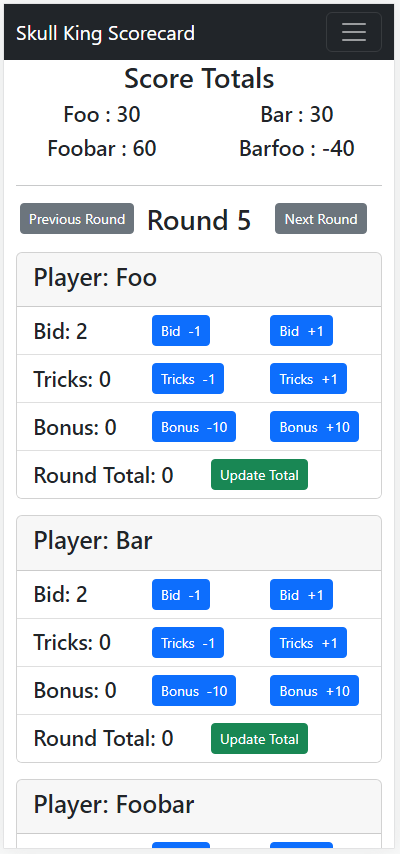 Skull King Scorecard
Score Totals
Foo : 30 Bar : 30
Foobar : 60 Barfoo : -40
Previous Round Round 5 Next Round
Player: Foo
Bid: 2 Bid -1 Bid +1
Tricks: 0 Tricks -1 Tricks +1
Bonus: 0 Bonus -10 Bonus +10
Round Total: 0 Update Total
Player: Bar
Bid: 2 Bid -1 Bid +1
Tricks: 0 Tricks -1 Tricks +1
Bonus: 0 Bonus -10 Bonus +10
Round Total: 0 Update Total
Player: Foobar